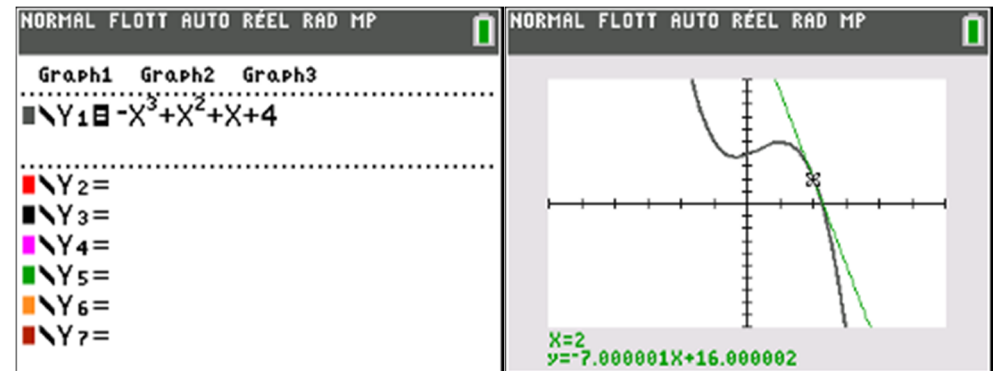 NORMAL FLOTT AUTO RÉEL RAD MP
Graph1 Graph2 Graph3
\Y1=-X³+X²+X+4
\Y2=
\Y3=
\Y4=
\Y5=
\Y6=
\Y7=
NORMAL FLOTT AUTO RÉEL RAD MP
X=2
y=-7.000001X+16.000002